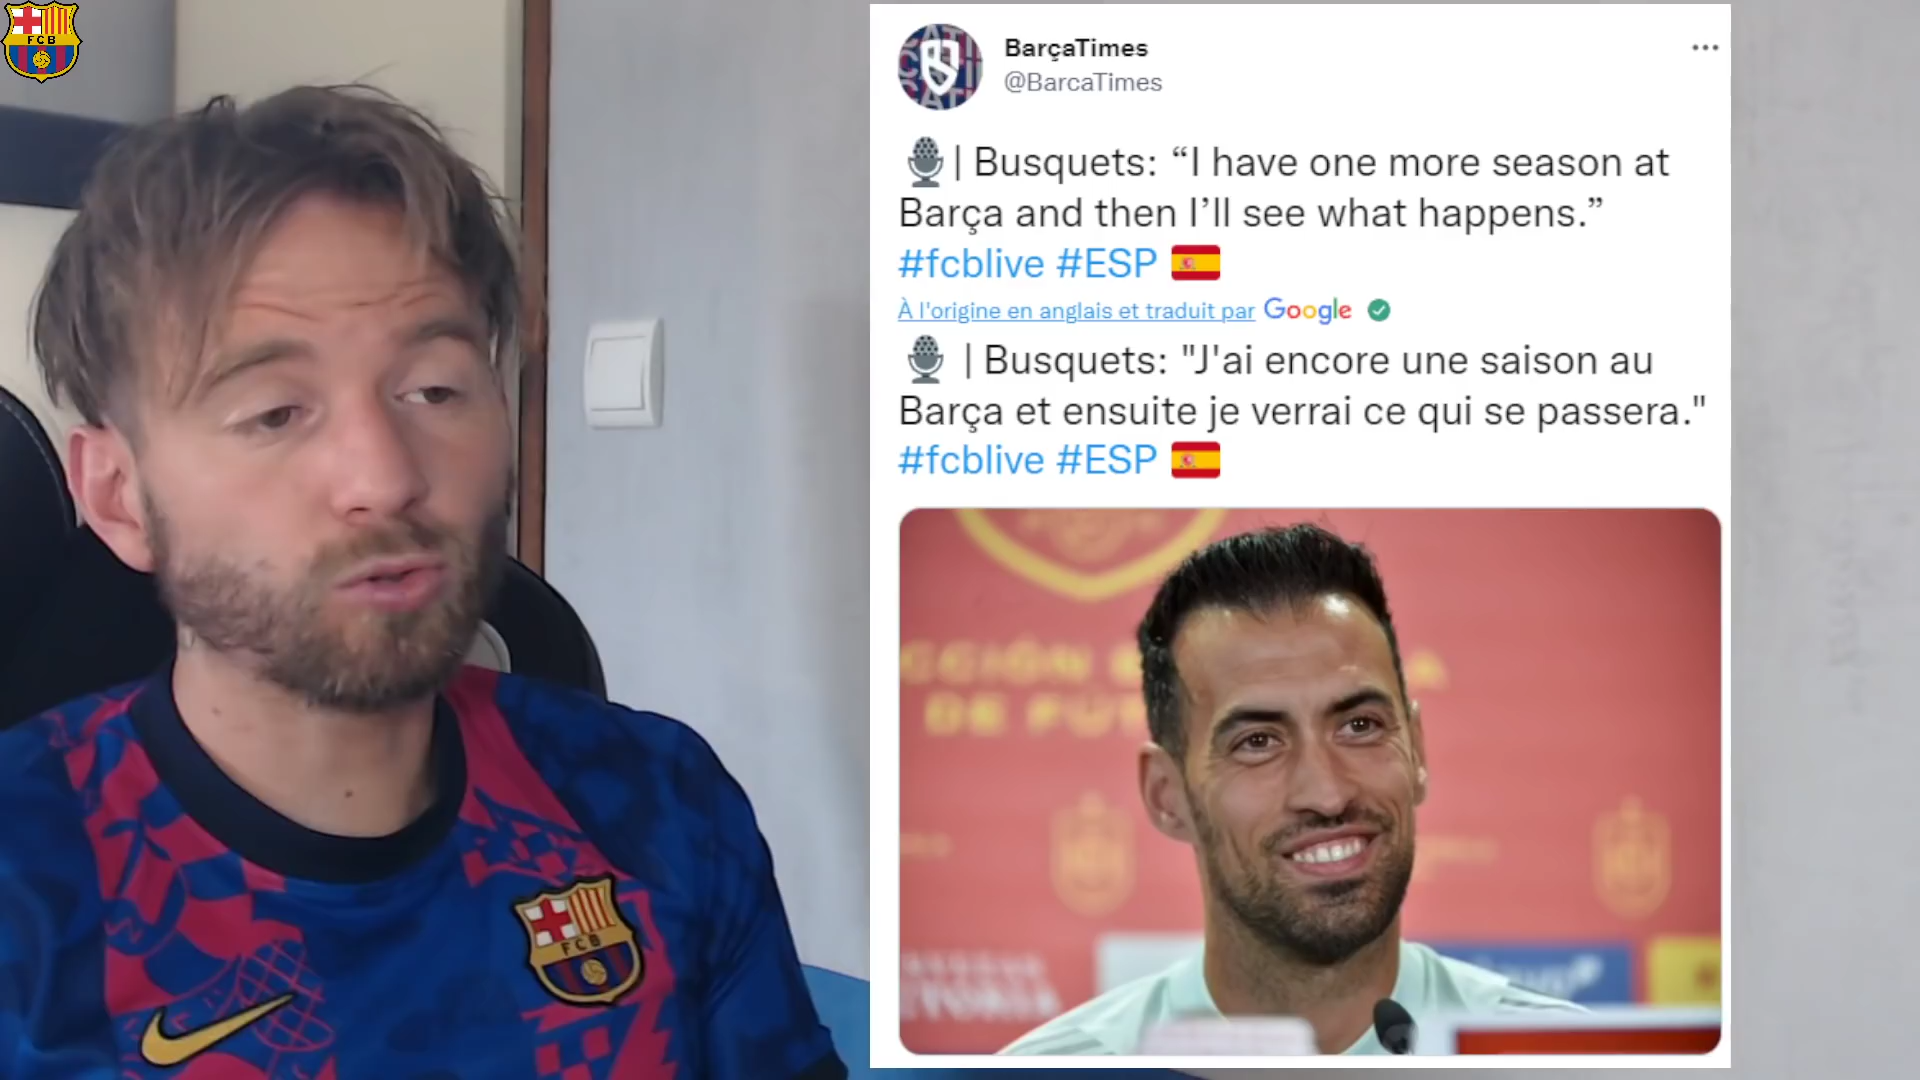 FCB
BarçaTimes
@BarcaTimes
| Busquets: “I have one more season at
Barça and then I’ll see what happens.”
#fcblive #ESP
À l'origine en anglais et traduit par Google
| Busquets: "J'ai encore une saison au
Barça et ensuite je verrai ce qui se passera."
#fcblive #ESP
DE FÚT
FCB